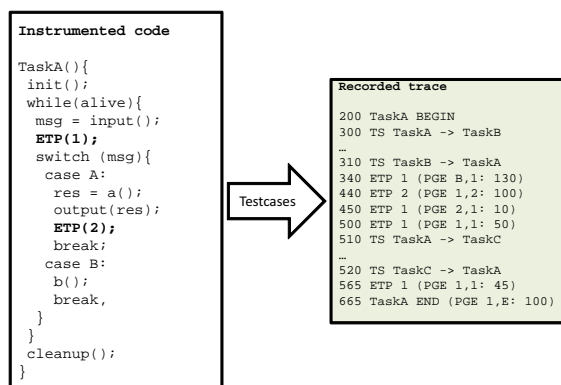 Instrumented code
TaskA(){
init();
while(alive){
msg = input();
ETP(1);
switch (msg){
case A:
res = a();
output(res);
ETP(2);
break;
case B:
b();
break,
}
}
cleanup();
}
Testcases
Recorded trace
200 TaskA BEGIN
300 TS TaskA -> TaskB
…
310 TS TaskB -> TaskA
340 ETP 1 (PGE B,1: 130)
440 ETP 2 (PGE 1,2: 100)
450 ETP 1 (PGE 2,1: 10)
500 ETP 1 (PGE 1,1: 50)
510 TS TaskA -> TaskC
…
520 TS TaskC -> TaskA
565 ETP 1 (PGE 1,1: 45)
665 TaskA END (PGE 1,E: 100)